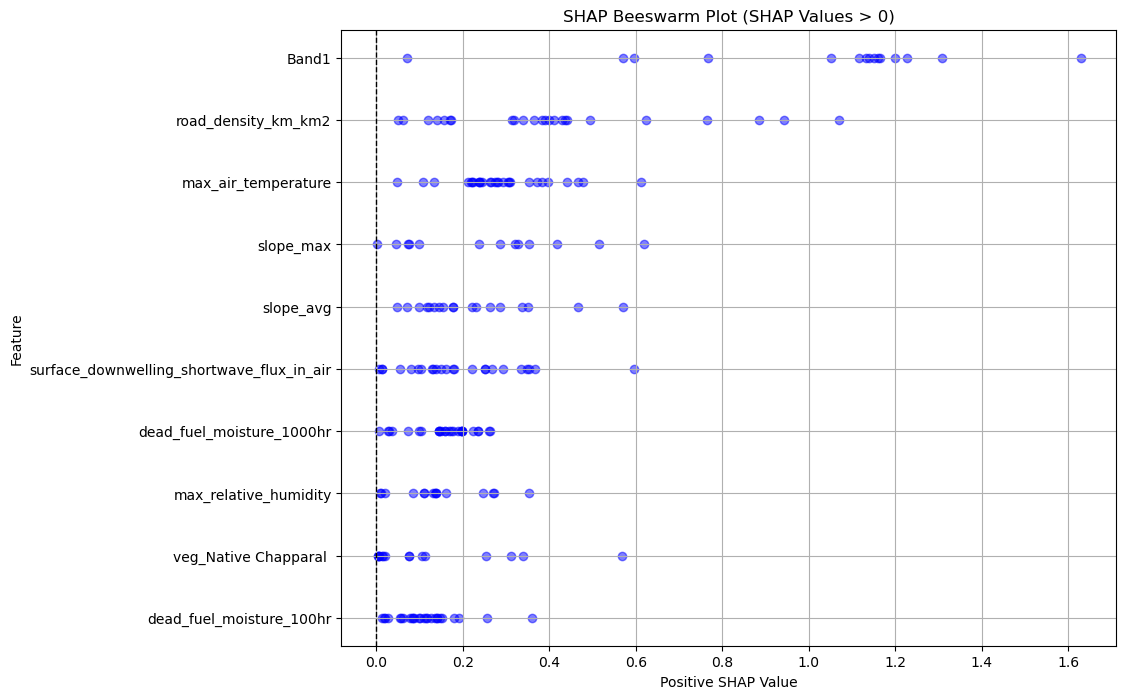 SHAP Beeswarm Plot (SHAP Values > 0)
Feature
Band1
road_density_km_km2
max_air_temperature
slope_max
slope_avg
surface_downwelling_shortwave_flux_in_air
dead_fuel_moisture_1000hr
max_relative_humidity
veg_Native Chapparal
dead_fuel_moisture_100hr
0.0 0.2 0.4 0.6 0.8 1.0 1.2 1.4 1.6
Positive SHAP Value